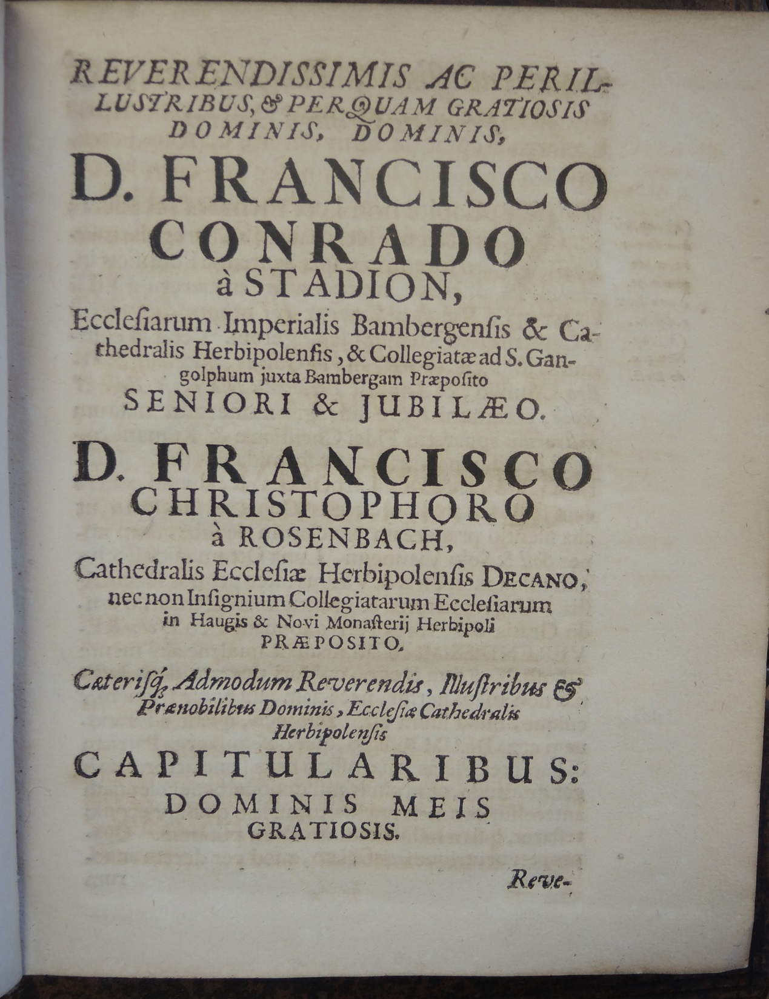 REVERENDISSIMIS AC PERIL-
LUSTRIBUS, & PERQUAM GRATIOSIS
DOMINIS, DOMINIS,
D. FRANCISCO
CONRADO
à STADION,
Eccleſiarum Imperialis Bambergenſis & Ca-
thedralis Herbipolenſis, & Collegiatæ ad S. Gan-
golphum juxta Bambergam Præpoſito
SENIORI & JUBILÆO.
D. FRANCISCO
CHRISTOPHORO
à ROSENBACH,
Cathedralis Eccleſiæ Herbipolenſis DECANO,
nec non Inſignium Collegiatarum Eccleſiarum
in Haugis & Novi Monaſterij Herbipoli
PRÆPOSITO.
Cæteriſq́; Admodum Reverendis, Illuſtribus &
Prænobilibus Dominis, Eccleſiæ Cathedralis
Herbipolenſis
CAPITULARIBUS:
DOMINIS MEIS
GRATIOSIS.
Reve-